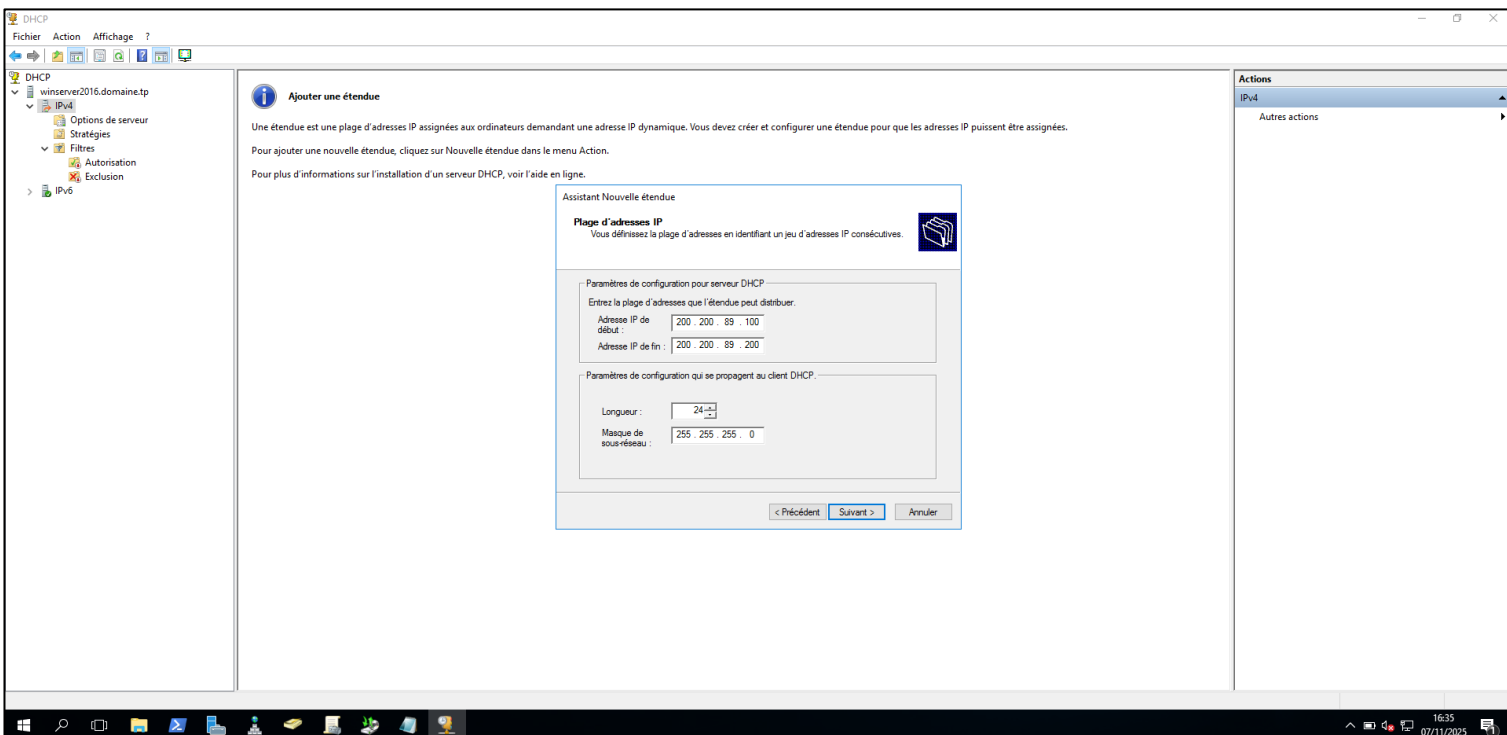 DHCP
Fichier Action Affichage ?
DHCP
winserver2016.domaine.tp
IPv4
Options de serveur
Stratégies
Filtres
Autorisation
Exclusion
IPv6
Ajouter une étendue
Une étendue est une plage d'adresses IP assignées aux ordinateurs demandant une adresse IP dynamique. Vous devez créer et configurer une étendue pour que les adresses IP puissent être assignées.
Pour ajouter une nouvelle étendue, cliquez sur Nouvelle étendue dans le menu Action.
Pour plus d'informations sur l'installation d'un serveur DHCP, voir l'aide en ligne.
Assistant Nouvelle étendue
Plage d'adresses IP
Vous définissez la plage d'adresses en identifiant un jeu d'adresses IP consécutives.
Paramètres de configuration pour serveur DHCP
Entrez la plage d'adresses que l'étendue peut distribuer.
Adresse IP de
début :
200 . 200 . 89 . 100
Adresse IP de fin : 200 . 200 . 89 . 200
Paramètres de configuration qui se propagent au client DHCP.
Longueur : 24
Masque de
sous-réseau :
255 . 255 . 255 . 0
< Précédent Suivant > Annuler
Actions
IPv4
Autres actions
16:35
07/11/2025
1